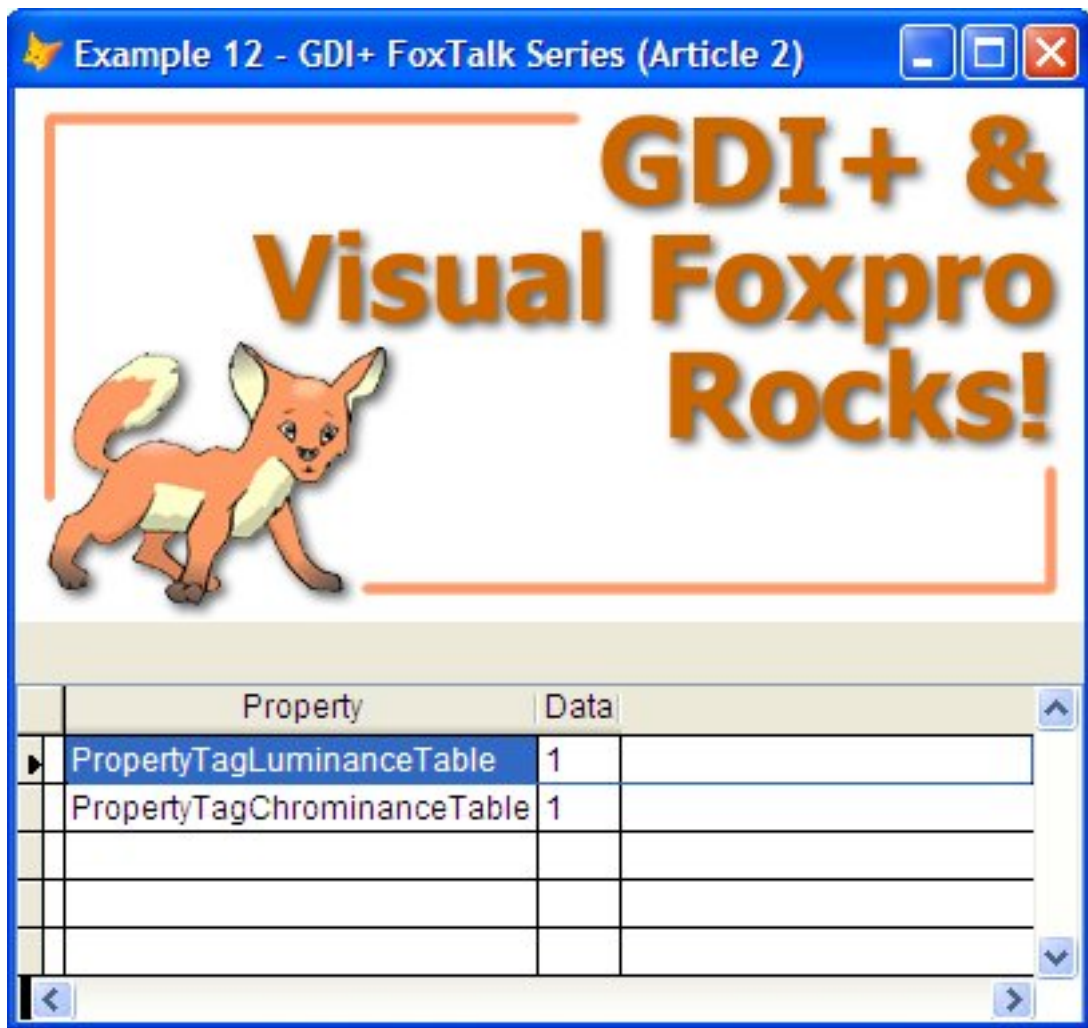 Example 12 - GDI+ FoxTalk Series (Article 2)
GDI+ &
Visual Foxpro
Rocks!
Property Data
PropertyTagLuminanceTable 1
PropertyTagChrominanceTable 1